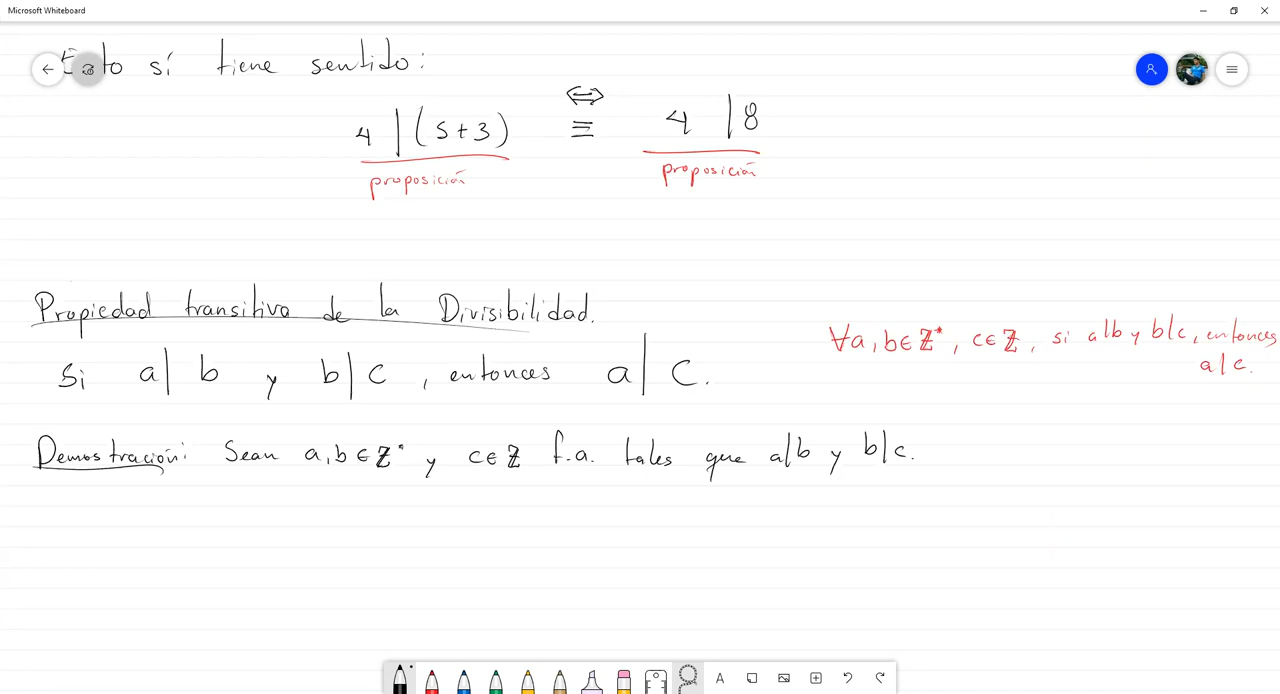 Microsoft Whiteboard
Esto sí tiene sentido:
4 | (5+3) ⇔ ≡ 4 | 8
proposición proposición
Propiedad transitiva de la Divisibilidad.
Si a | b y b | c , entonces a | c.
∀a, b ∈ ℤ*, c ∈ ℤ, si a|b y b|c, entonces
a|c.
Demostración: Sean a, b ∈ ℤ* y c ∈ ℤ f.a. tales que a|b y b|c.